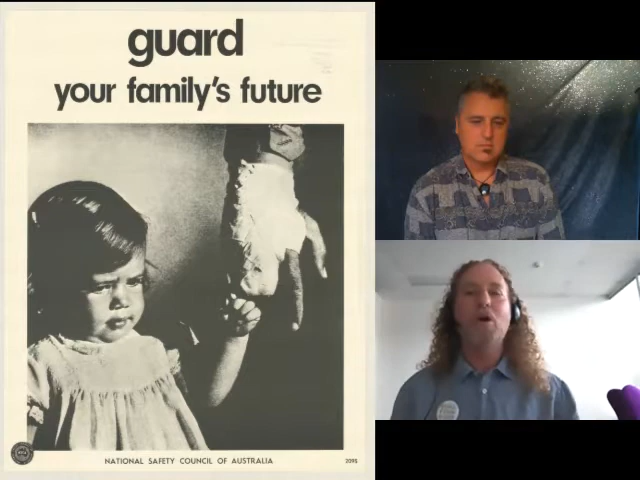 guard
your family's future
NATIONAL SAFETY COUNCIL OF AUSTRALIA
2095